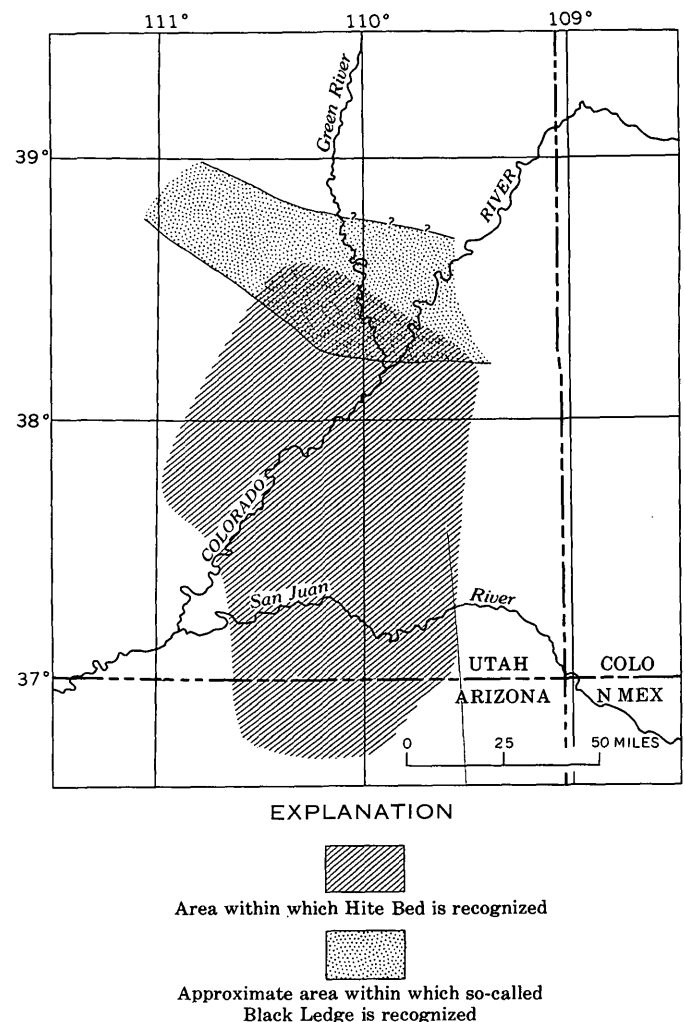 111° 110° 109°
Green River
39°
RIVER
38°
COLORADO
San Juan River
UTAH COLO
37°
ARIZONA N MEX
0 25 50 MILES
? ? ?
EXPLANATION
Area within which Hite Bed is recognized
Approximate area within which so-called
Black Ledge is recognized